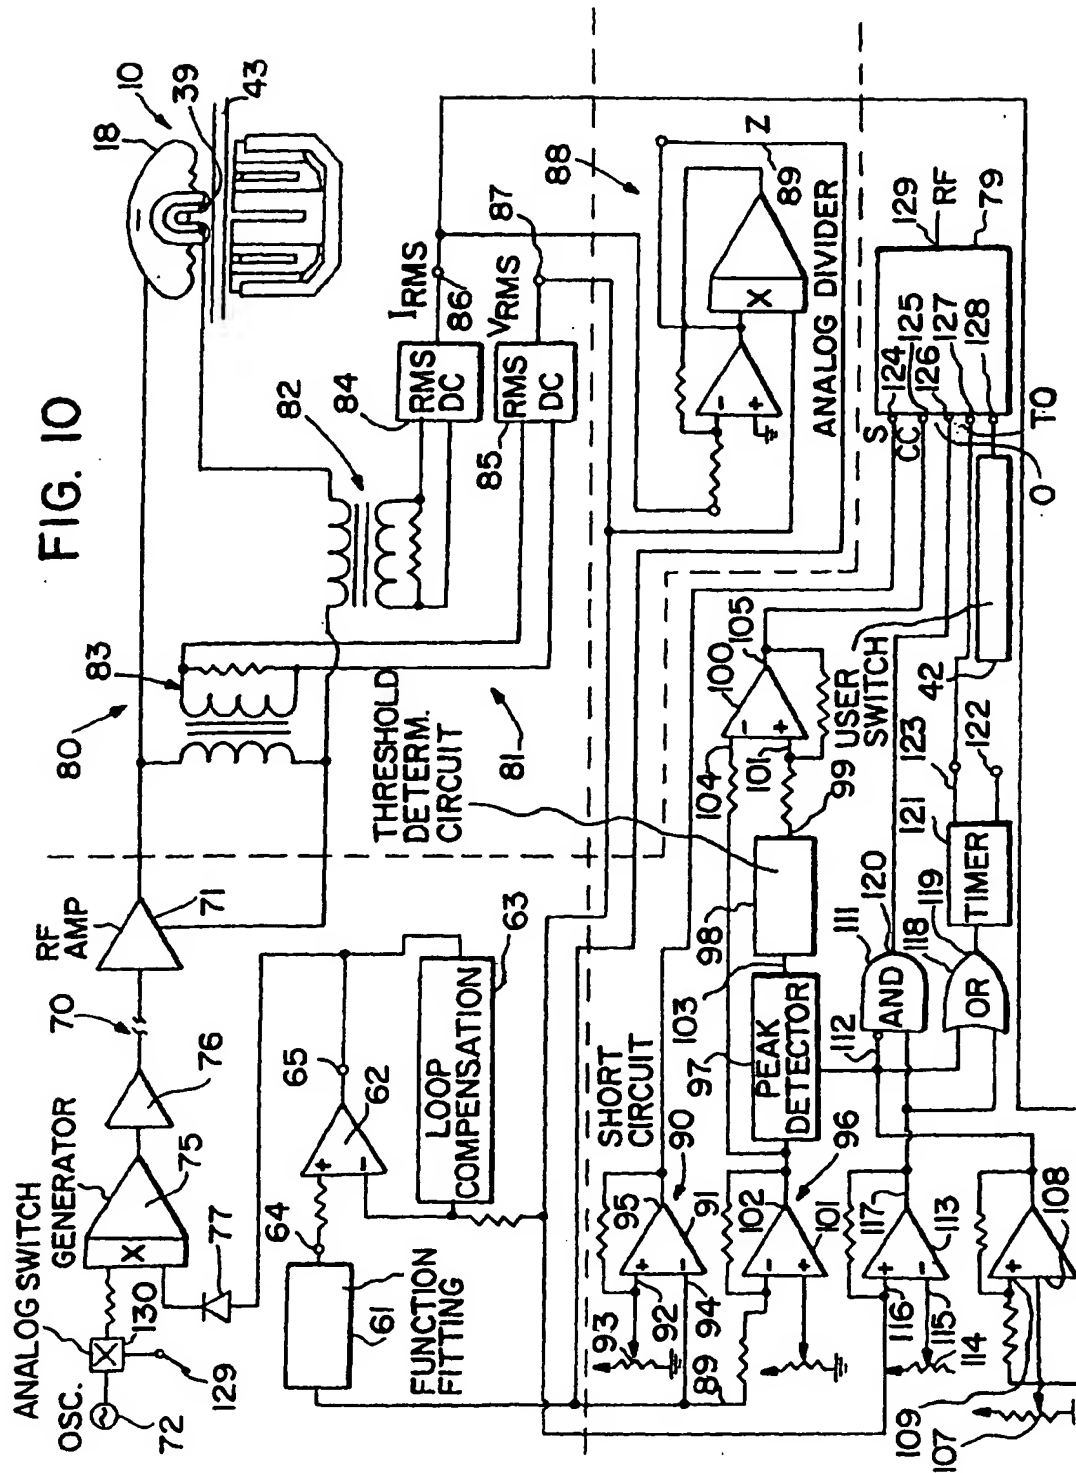 FIG. 10
ANALOG SWITCH
GENERATOR
OSC.
72
129
130
X
75
76
77
70
RF
AMP
71
80
83
82
81
84
85
RMS
DC
RMS
DC
IRMS
86
VRMS
87
18
10
39
43
FUNCTION
FITTING
61
64
+
-
62
65
LOOP
COMPENSATION
63
THRESHOLD
DETERM.
CIRCUIT
88
-
+
X
Z
89
ANALOG DIVIDER
SHORT
CIRCUIT
90
93
92
94
+
-
95
91
89
-
+
102
101
96
97
PEAK
DETECTOR
103
98
99
104
101
-
+
100
105
USER
SWITCH
116
115
114
+
-
117
113
112
AND
111
120
OR
118
119
TIMER
121
123
122
42
109
107
+
-
108
S
CC
O
TO
124
125
126
127
128
129
RF
79